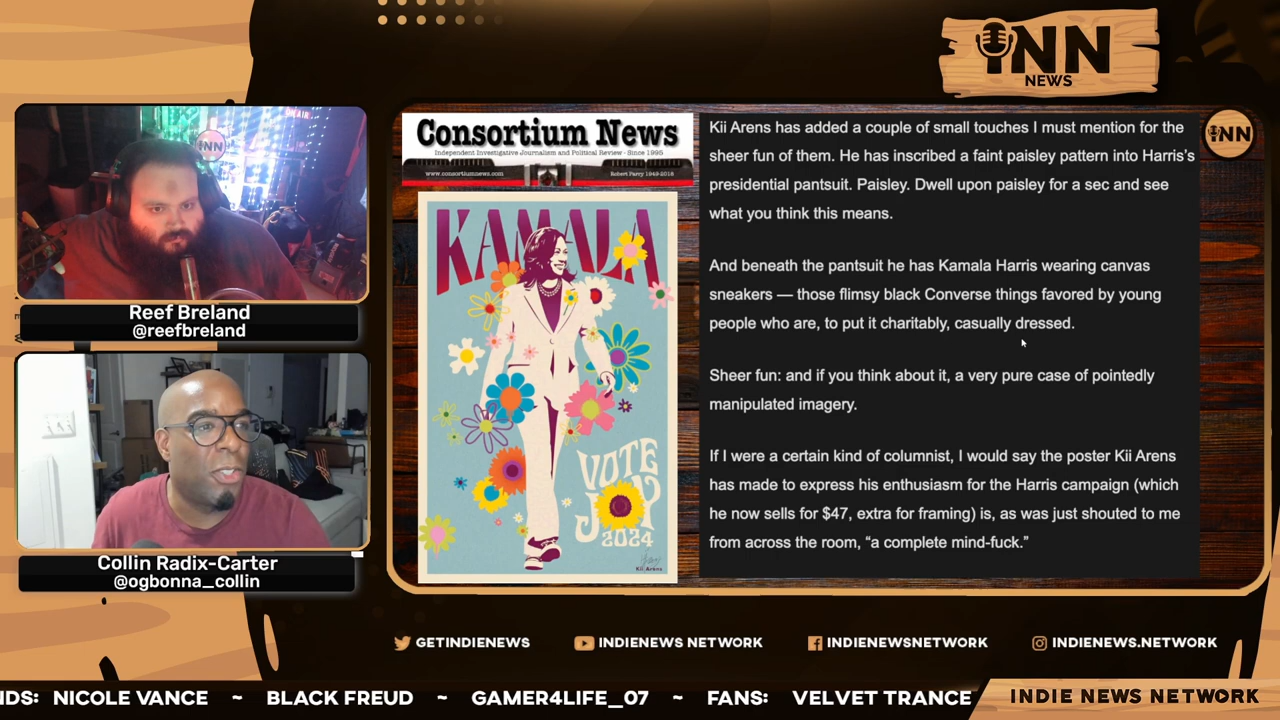 iNN
NEWS
iNN
Reef Breland
@reefbreland
Collin Radix-Carter
@ogbonna_collin
Consortium News
Independent Investigative Journalism and Political Review - Since 1995
www.consortiumnews.com
Robert Parry 1949-2018
KAMALA
VOTE
JOY
2024
Kii Arens
Kii Arens has added a couple of small touches I must mention for the
sheer fun of them. He has inscribed a faint paisley pattern into Harris's
presidential pantsuit. Paisley. Dwell upon paisley for a sec and see
what you think this means.
And beneath the pantsuit he has Kamala Harris wearing canvas
sneakers — those flimsy black Converse things favored by young
people who are, to put it charitably, casually dressed.
Sheer fun: and if you think about it, a very pure case of pointedly
manipulated imagery.
If I were a certain kind of columnist, I would say the poster Kii Arens
has made to express his enthusiasm for the Harris campaign (which
he now sells for $47, extra for framing) is, as was just shouted to me
from across the room, “a complete mind-fuck.”
iNN
GETINDIENEWS
INDIENEWS NETWORK
INDIENEWSNETWORK
INDIENEWS.NETWORK
NDS: NICOLE VANCE ~ BLACK FREUD ~ GAMER4LIFE_07 ~ FANS: VELVET TRANCE
INDIE NEWS NETWORK